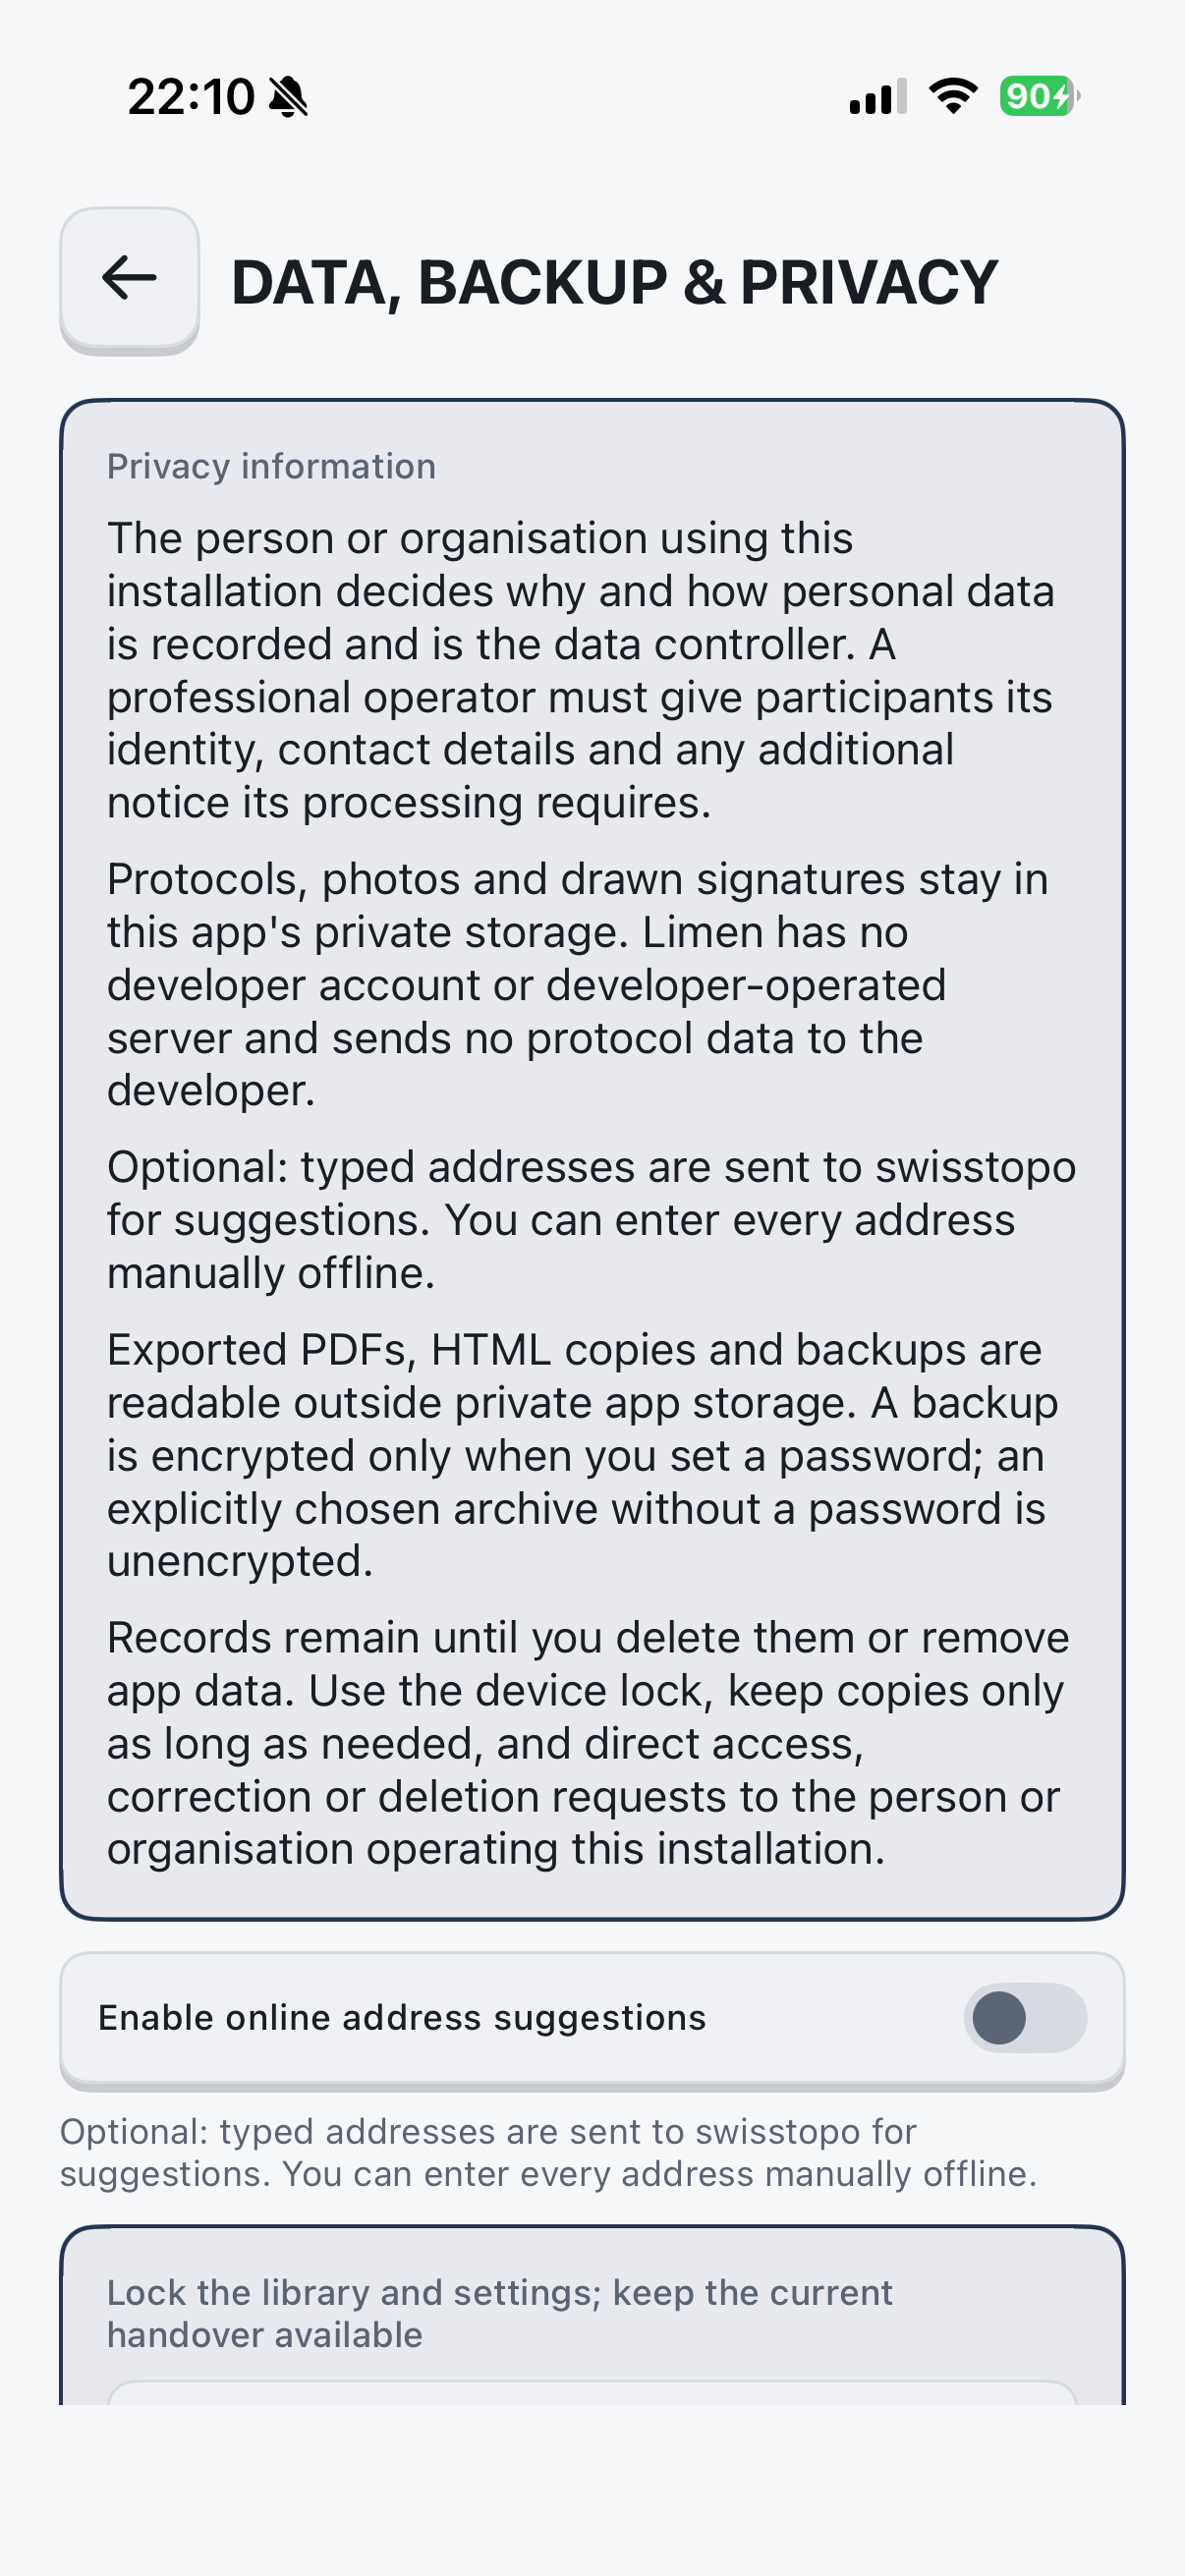 22:10
90
DATA, BACKUP & PRIVACY
Privacy information
The person or organisation using this
installation decides why and how personal data
is recorded and is the data controller. A
professional operator must give participants its
identity, contact details and any additional
notice its processing requires.
Protocols, photos and drawn signatures stay in
this app's private storage. Limen has no
developer account or developer-operated
server and sends no protocol data to the
developer.
Optional: typed addresses are sent to swisstopo
for suggestions. You can enter every address
manually offline.
Exported PDFs, HTML copies and backups are
readable outside private app storage. A backup
is encrypted only when you set a password; an
explicitly chosen archive without a password is
unencrypted.
Records remain until you delete them or remove
app data. Use the device lock, keep copies only
as long as needed, and direct access,
correction or deletion requests to the person or
organisation operating this installation.
Enable online address suggestions
Optional: typed addresses are sent to swisstopo for
suggestions. You can enter every address manually offline.
Lock the library and settings; keep the current
handover available